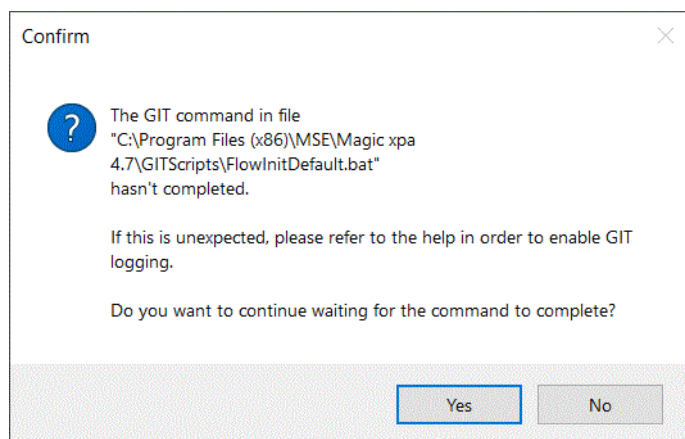 Confirm
?
The GIT command in file
"C:\Program Files (x86)\MSE\Magic xpa
4.7\GITScripts\FlowInitDefault.bat"
hasn't completed.
If this is unexpected, please refer to the help in order to enable GIT
logging.
Do you want to continue waiting for the command to complete?
Yes No